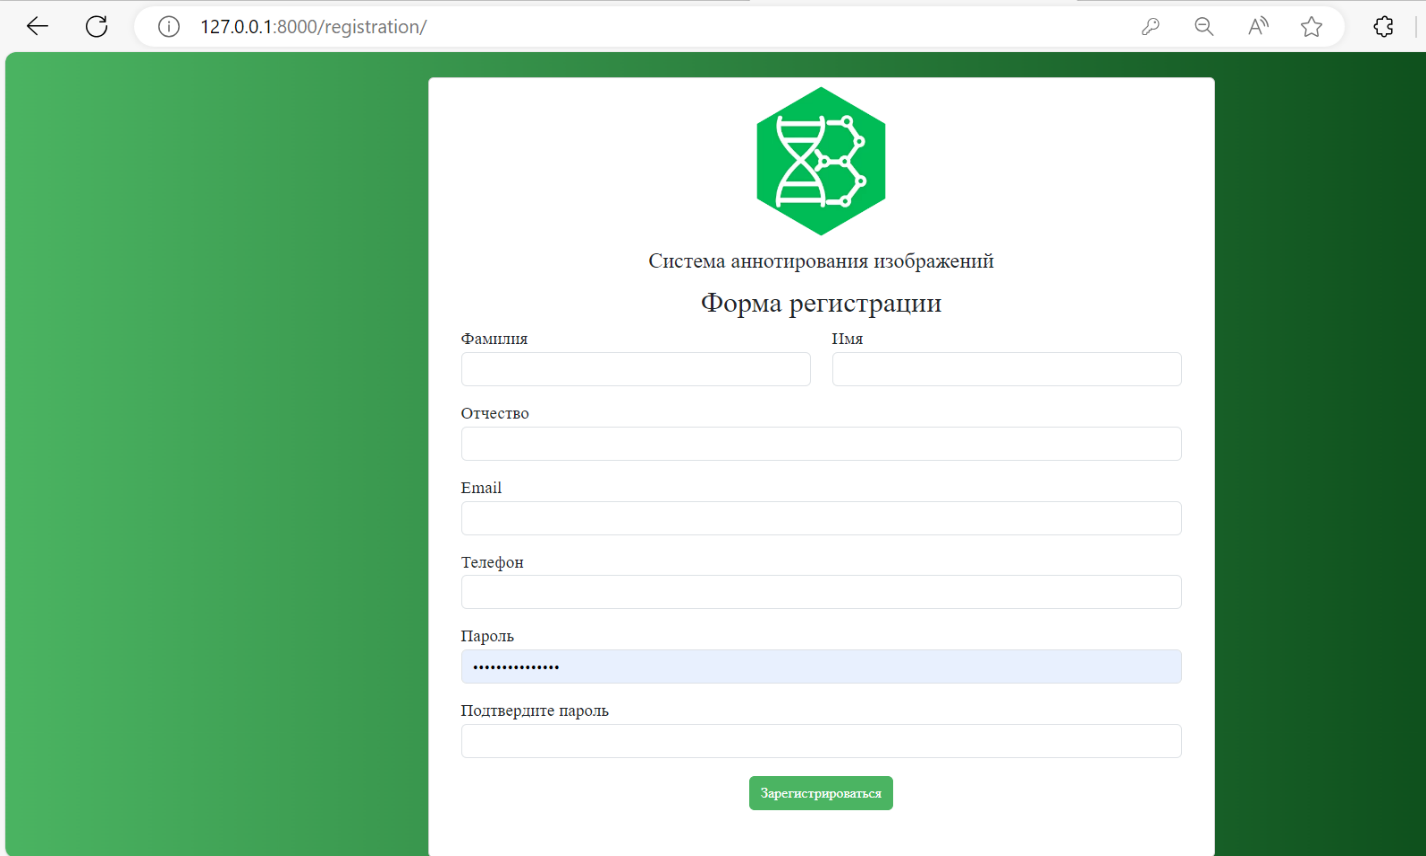 127.0.0.1:8000/registration/
Система аннотирования изображений
Форма регистрации
Фамилия Имя
Отчество
Email
Телефон
Пароль
•••••••••••••••
Подтвердите пароль
Зарегистрироваться